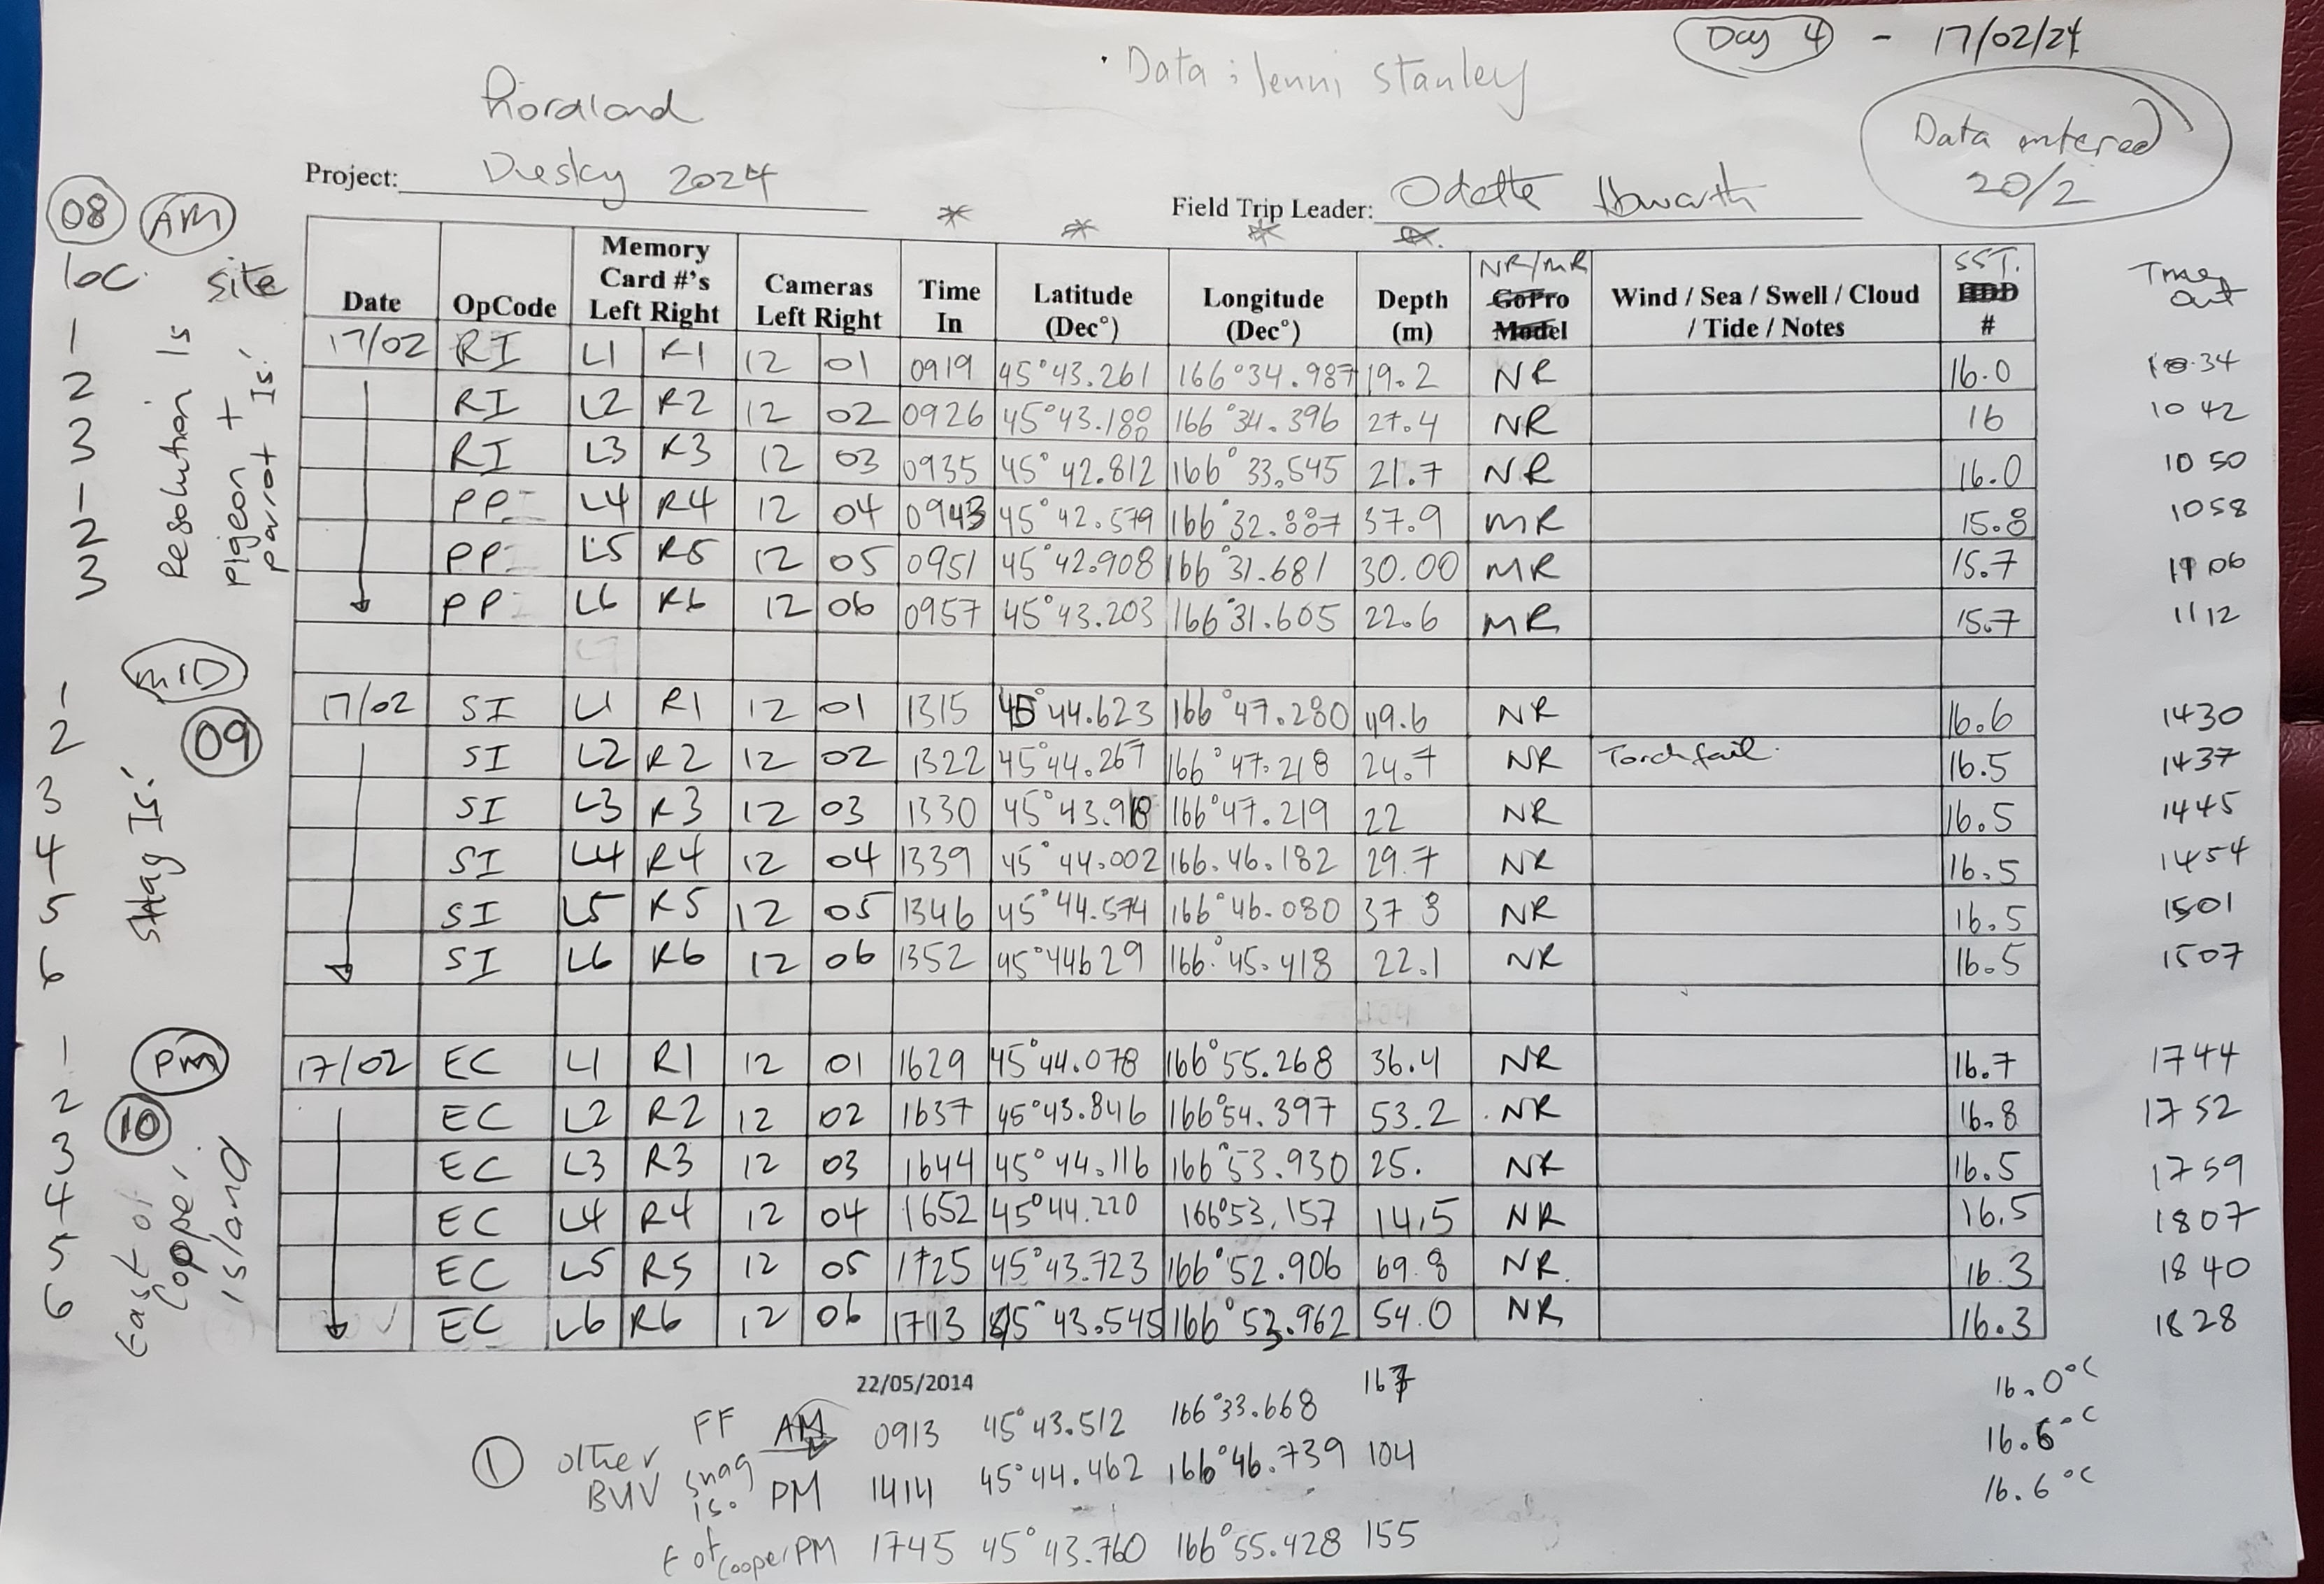 Day 4 - 17/02/24
Data : Jenni Stanley
Fiordland
Data entered
20/2
Project: Dusky 2024
Field Trip Leader: Odette Howarth
08 AM
loc. site
Date OpCode Memory Card #'s Left Right Cameras Left Right Time In Latitude (Dec°) Longitude (Dec°) Depth (m) NR/MR GoPro Model Wind / Sea / Swell / Cloud / Tide / Notes SST. HDD # Time out
Resolution Is
Pigeon + Parrot Is.
1 17/02 RI L1 R1 12 01 0919 45°43.261 166°34.987 19.2 NR 16.0 10 34
2 RI L2 R2 12 02 0926 45°43.180 166°34.396 27.4 NR 16 10 42
3 RI L3 R3 12 03 0935 45°42.812 166°33.545 21.7 NR 16.0 10 50
1 PP L4 R4 12 04 0943 45°42.579 166°32.887 37.9 MR 15.8 1058
2 PP L5 R5 12 05 0951 45°42.908 166°31.681 30.00 MR 15.7 11 06
3 PP L6 R6 12 06 0957 45°43.203 166°31.605 22.6 MR 15.7 1112
MID
09
Stag Is.
1 17/02 SI L1 R1 12 01 1315 45°44.623 166°47.280 49.6 NR 16.6 1430
2 SI L2 R2 12 02 1322 45°44.267 166°47.218 24.7 NR Torch fail. 16.5 1437
3 SI L3 R3 12 03 1330 45°43.918 166°47.219 22 NR 16.5 1445
4 SI L4 R4 12 04 1339 45°44.002 166.46.182 29.7 NR 16.5 1454
5 SI L5 R5 12 05 1346 45°44.574 166°46.080 37 8 NR 16.5 1501
6 SI L6 R6 12 06 1352 45°44629 166°45.418 22.1 NR 16.5 1507
PM
10
East of Cooper Island
1 17/02 EC L1 R1 12 01 1629 45°44.078 166°55.268 36.4 NR 16.7 1744
2 EC L2 R2 12 02 1637 45°43.846 166°54.397 53.2 NR 16.8 1752
3 EC L3 R3 12 03 1644 45°44.116 166°53.930 25. NR 16.5 1759
4 EC L4 R4 12 04 1652 45°44.220 166°53.157 14.5 NR 16.5 1807
5 EC L5 R5 12 05 1725 45°43.723 166°52.906 69.8 NR. 16.3 1840
6 EC L6 R6 12 06 1713 45°43.545 166°53.962 54.0 NR 16.3 1828
22/05/2014
① other BUV
FF AM 0913 45°43.512 166°33.668 167 16.0°C
snag is. PM 1414 45°44.462 166°46.739 104 16.6°C
E of Cooper PM 1745 45°43.760 166°55.428 155 16.6°C